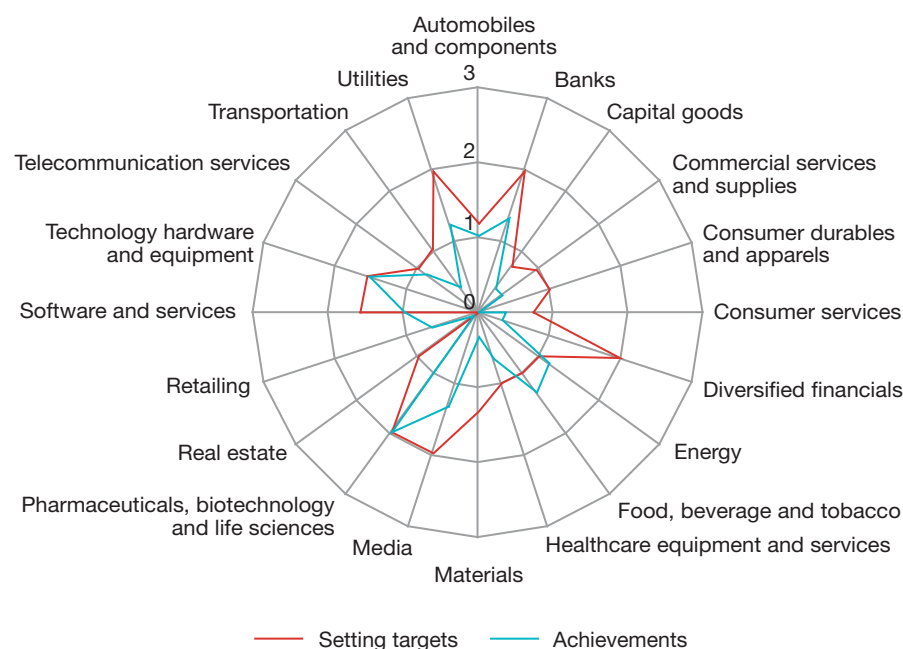 Automobiles
and components
3
Utilities
Banks
Transportation
Capital goods
Telecommunication services
2
Commercial services
and supplies
Technology hardware
and equipment
1
Consumer durables
and apparels
Software and services
0
Consumer services
Retailing
Diversified financials
Real estate
Energy
Pharmaceuticals, biotechnology
and life sciences
Food, beverage and tobacco
Media
Healthcare equipment and services
Materials
Setting targets
Achievements